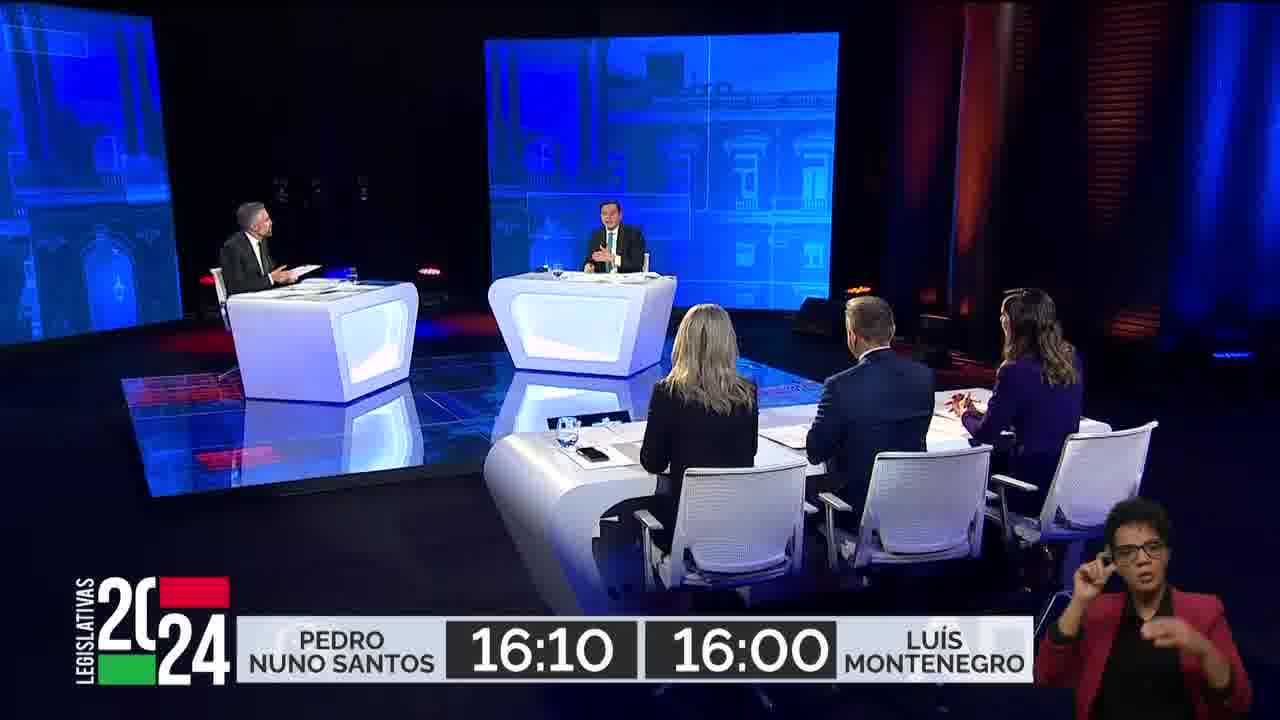 LEGISLATIVAS
2024
PEDRO
NUNO SANTOS
16:10
16:00
LUÍS
MONTENEGRO